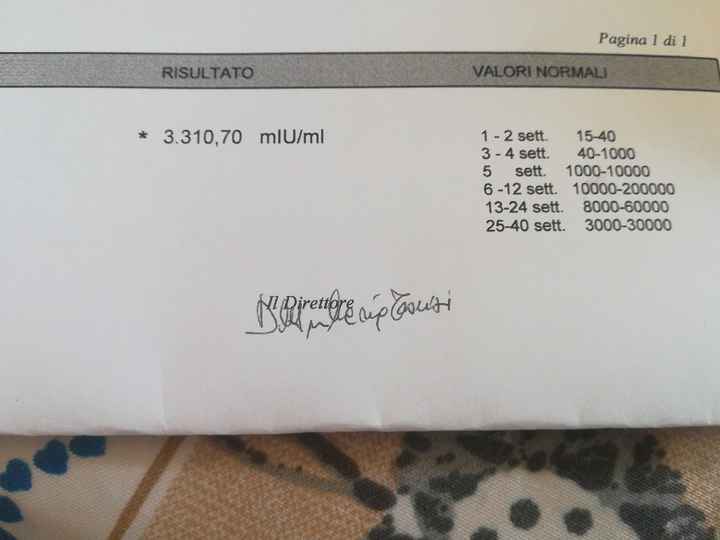 Pagina 1 di 1
RISULTATO VALORI NORMALI
* 3.310,70 mIU/ml
1 - 2 sett. 15-40
3 - 4 sett. 40-1000
5 sett. 1000-10000
6 -12 sett. 10000-200000
13-24 sett. 8000-60000
25-40 sett. 3000-30000
Il Direttore